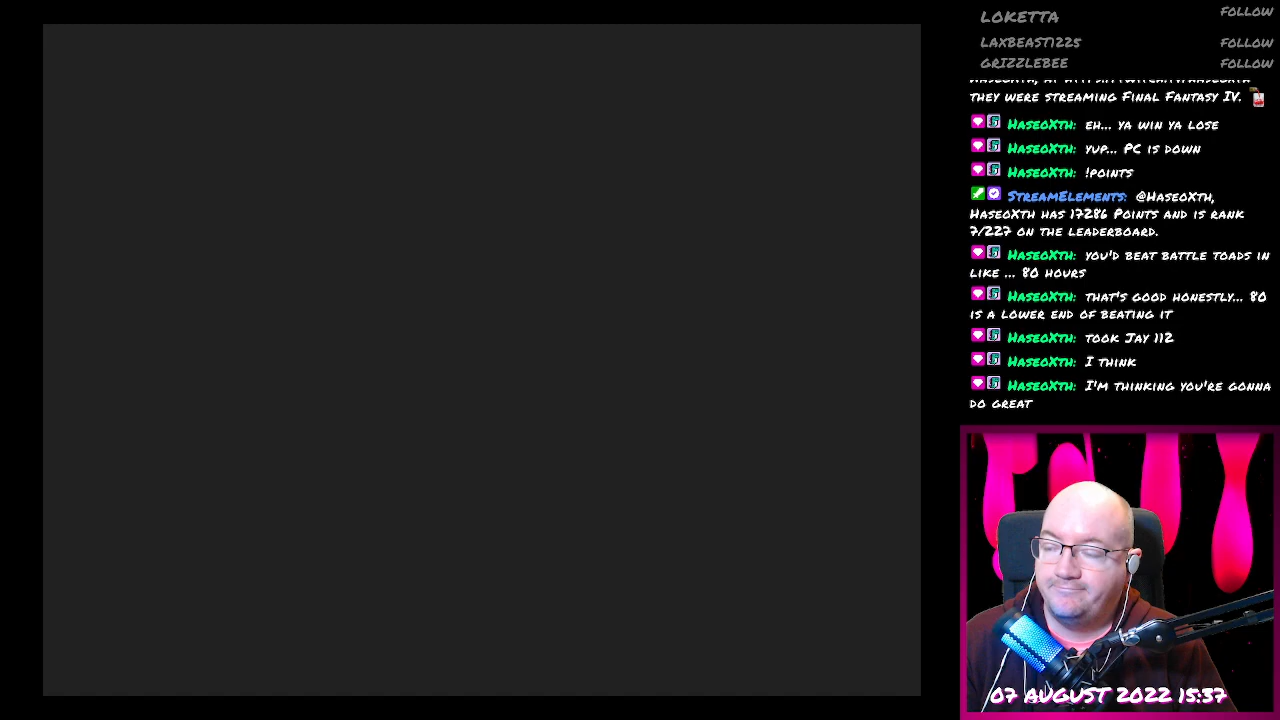 LOKETTA FOLLOW
LAXBEAST1225 FOLLOW
GRIZZLEBEE FOLLOW
THEY WERE STREAMING FINAL FANTASY IV.
HASEOXTH: EH... YA WIN YA LOSE
HASEOXTH: YUP... PC IS DOWN
HASEOXTH: !POINTS
STREAMELEMENTS: @HASEOXTH,
HASEOXTH HAS 17286 POINTS AND IS RANK
7/227 ON THE LEADERBOARD.
HASEOXTH: YOU'D BEAT BATTLE TOADS IN
LIKE ... 80 HOURS
HASEOXTH: THAT'S GOOD HONESTLY... 80
IS A LOWER END OF BEATING IT
HASEOXTH: TOOK JAY 112
HASEOXTH: I THINK
HASEOXTH: I'M THINKING YOU'RE GONNA
DO GREAT
07 AUGUST 2022 15:37